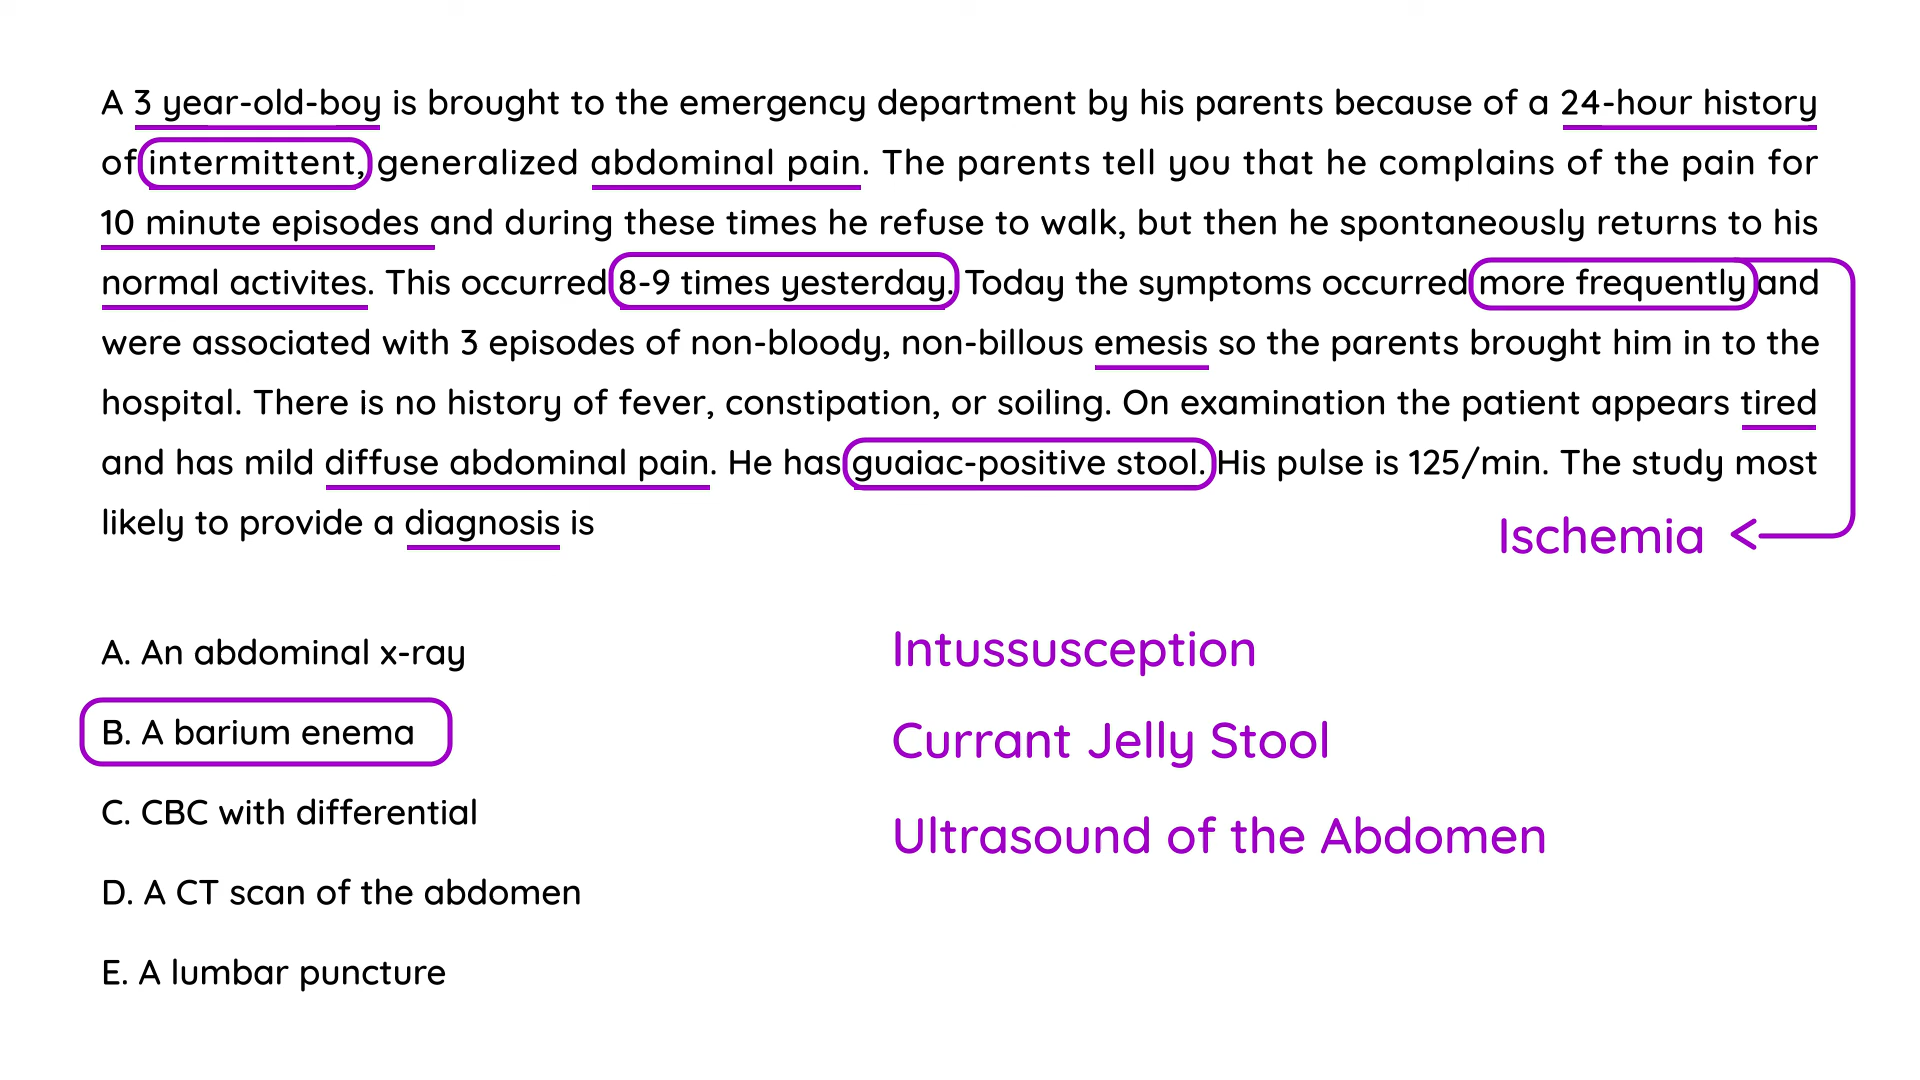 A 3 year-old-boy is brought to the emergency department by his parents because of a 24-hour history
of intermittent, generalized abdominal pain. The parents tell you that he complains of the pain for
10 minute episodes and during these times he refuse to walk, but then he spontaneously returns to his
normal activites. This occurred 8-9 times yesterday. Today the symptoms occurred more frequently and
were associated with 3 episodes of non-bloody, non-billous emesis so the parents brought him in to the
hospital. There is no history of fever, constipation, or soiling. On examination the patient appears tired
and has mild diffuse abdominal pain. He has guaiac-positive stool. His pulse is 125/min. The study most
likely to provide a diagnosis is
Ischemia <
A. An abdominal x-ray
B. A barium enema
C. CBC with differential
D. A CT scan of the abdomen
E. A lumbar puncture
Intussusception
Currant Jelly Stool
Ultrasound of the Abdomen